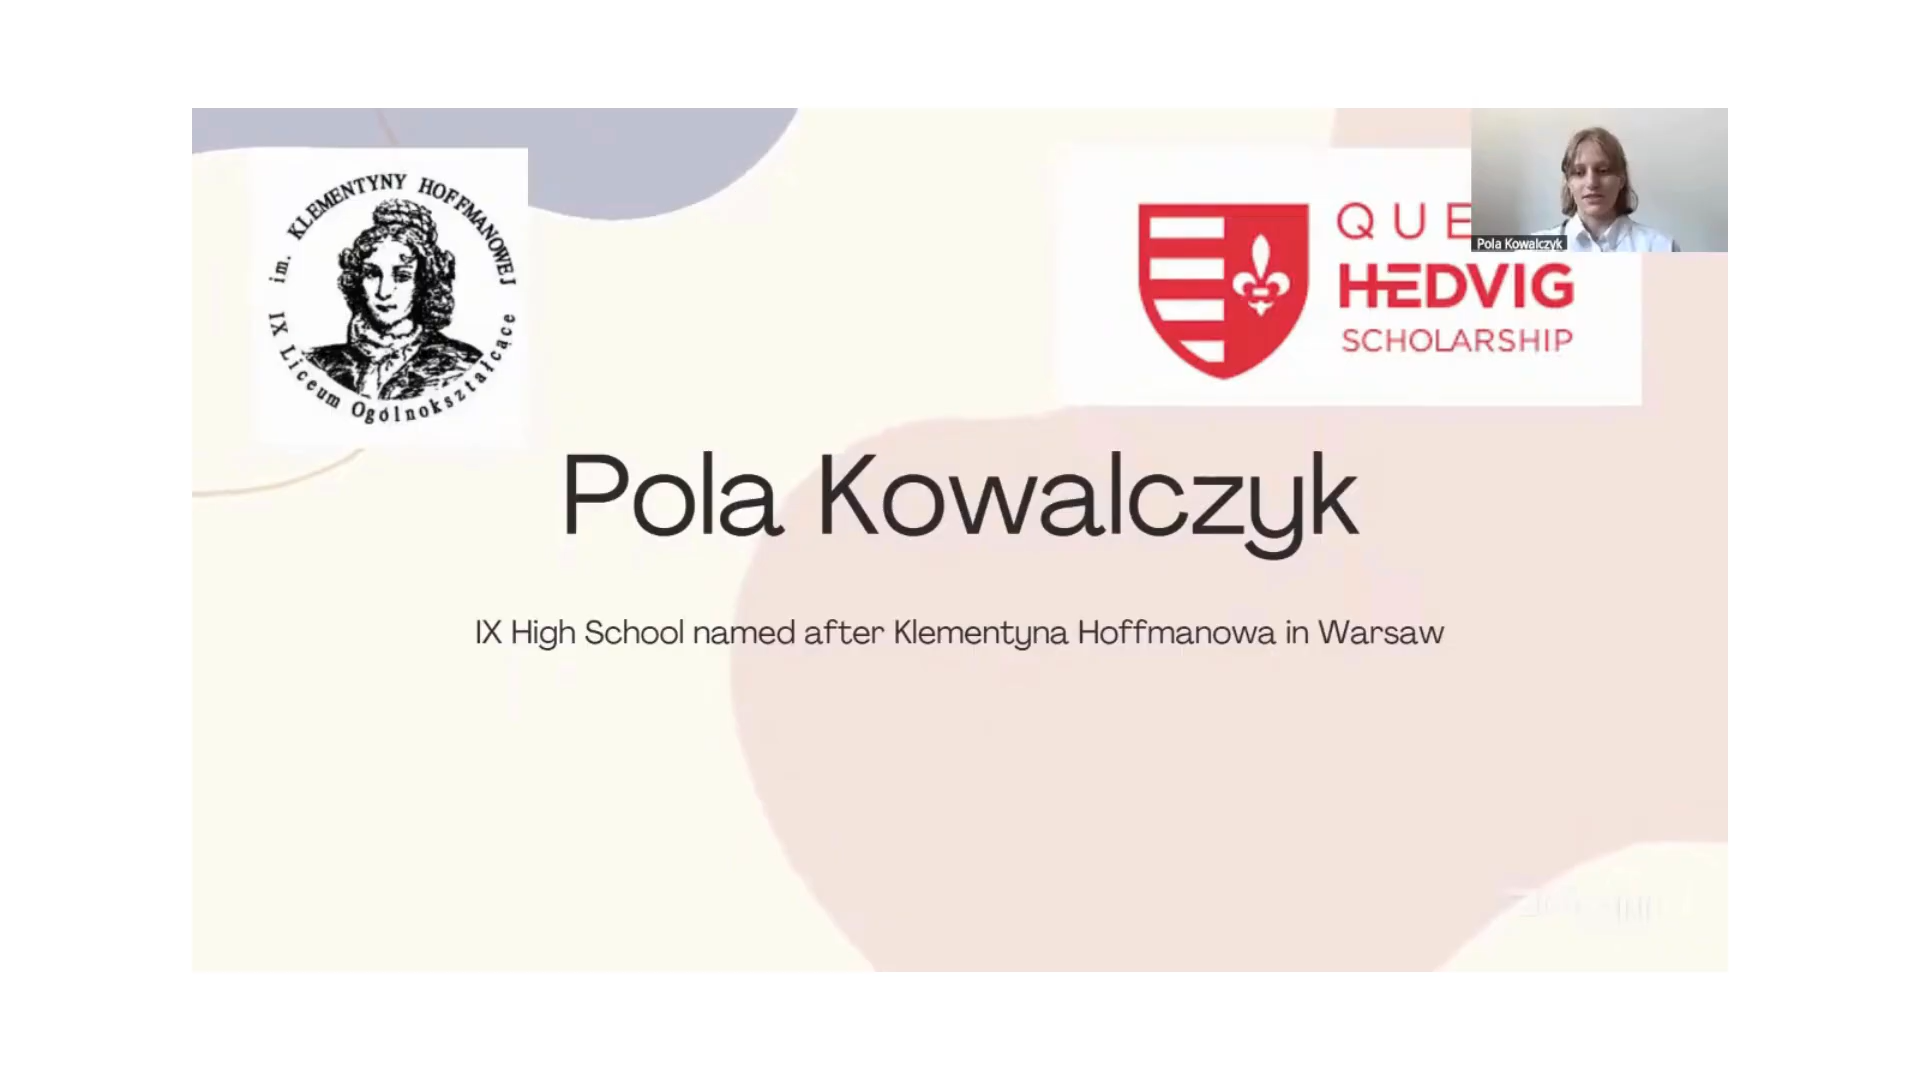 im. KLEMENTYNY HOFFMANOWEJ
IX Liceum Ogólnokształcące
QUE
HEDVIG
SCHOLARSHIP
Pola Kowalczyk
Pola Kowalczyk
IX High School named after Klementyna Hoffmanowa in Warsaw